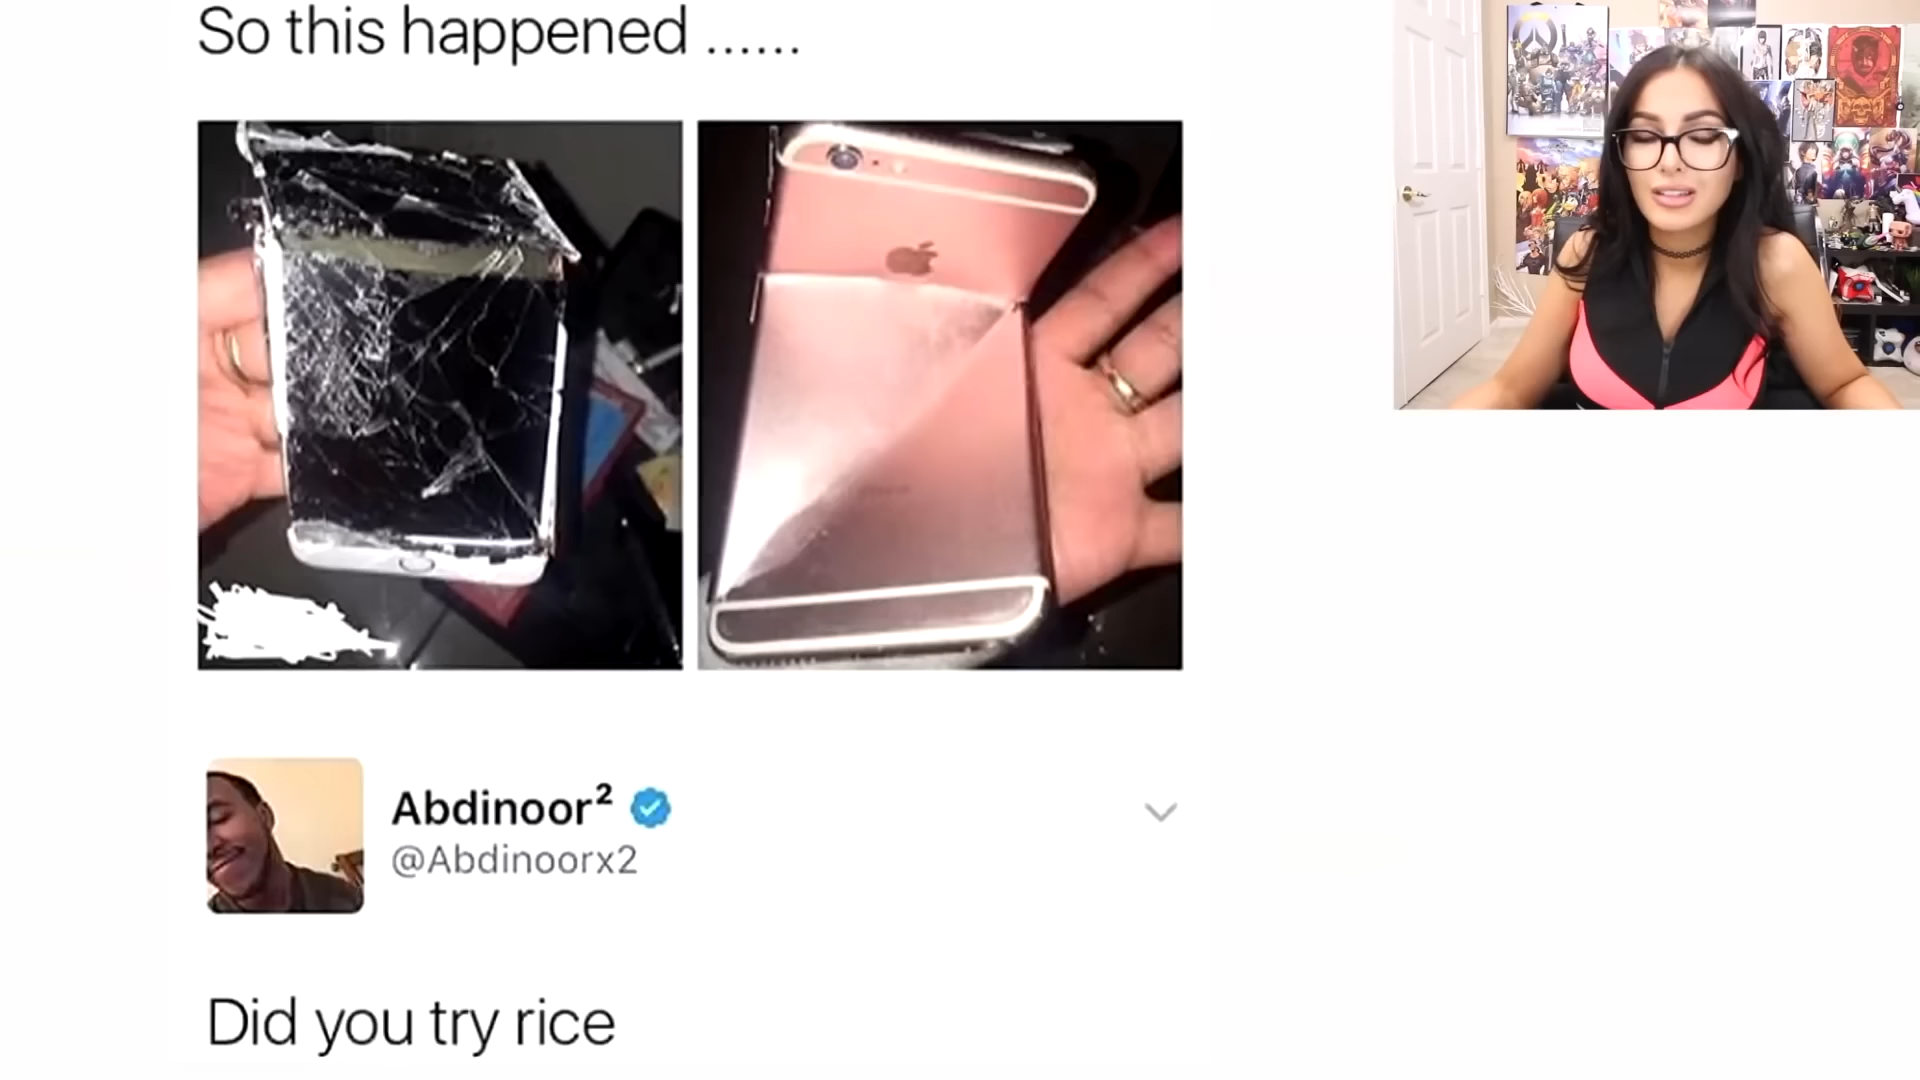 So this happened ......
Abdinoor²
@Abdinoorx2
Did you try rice